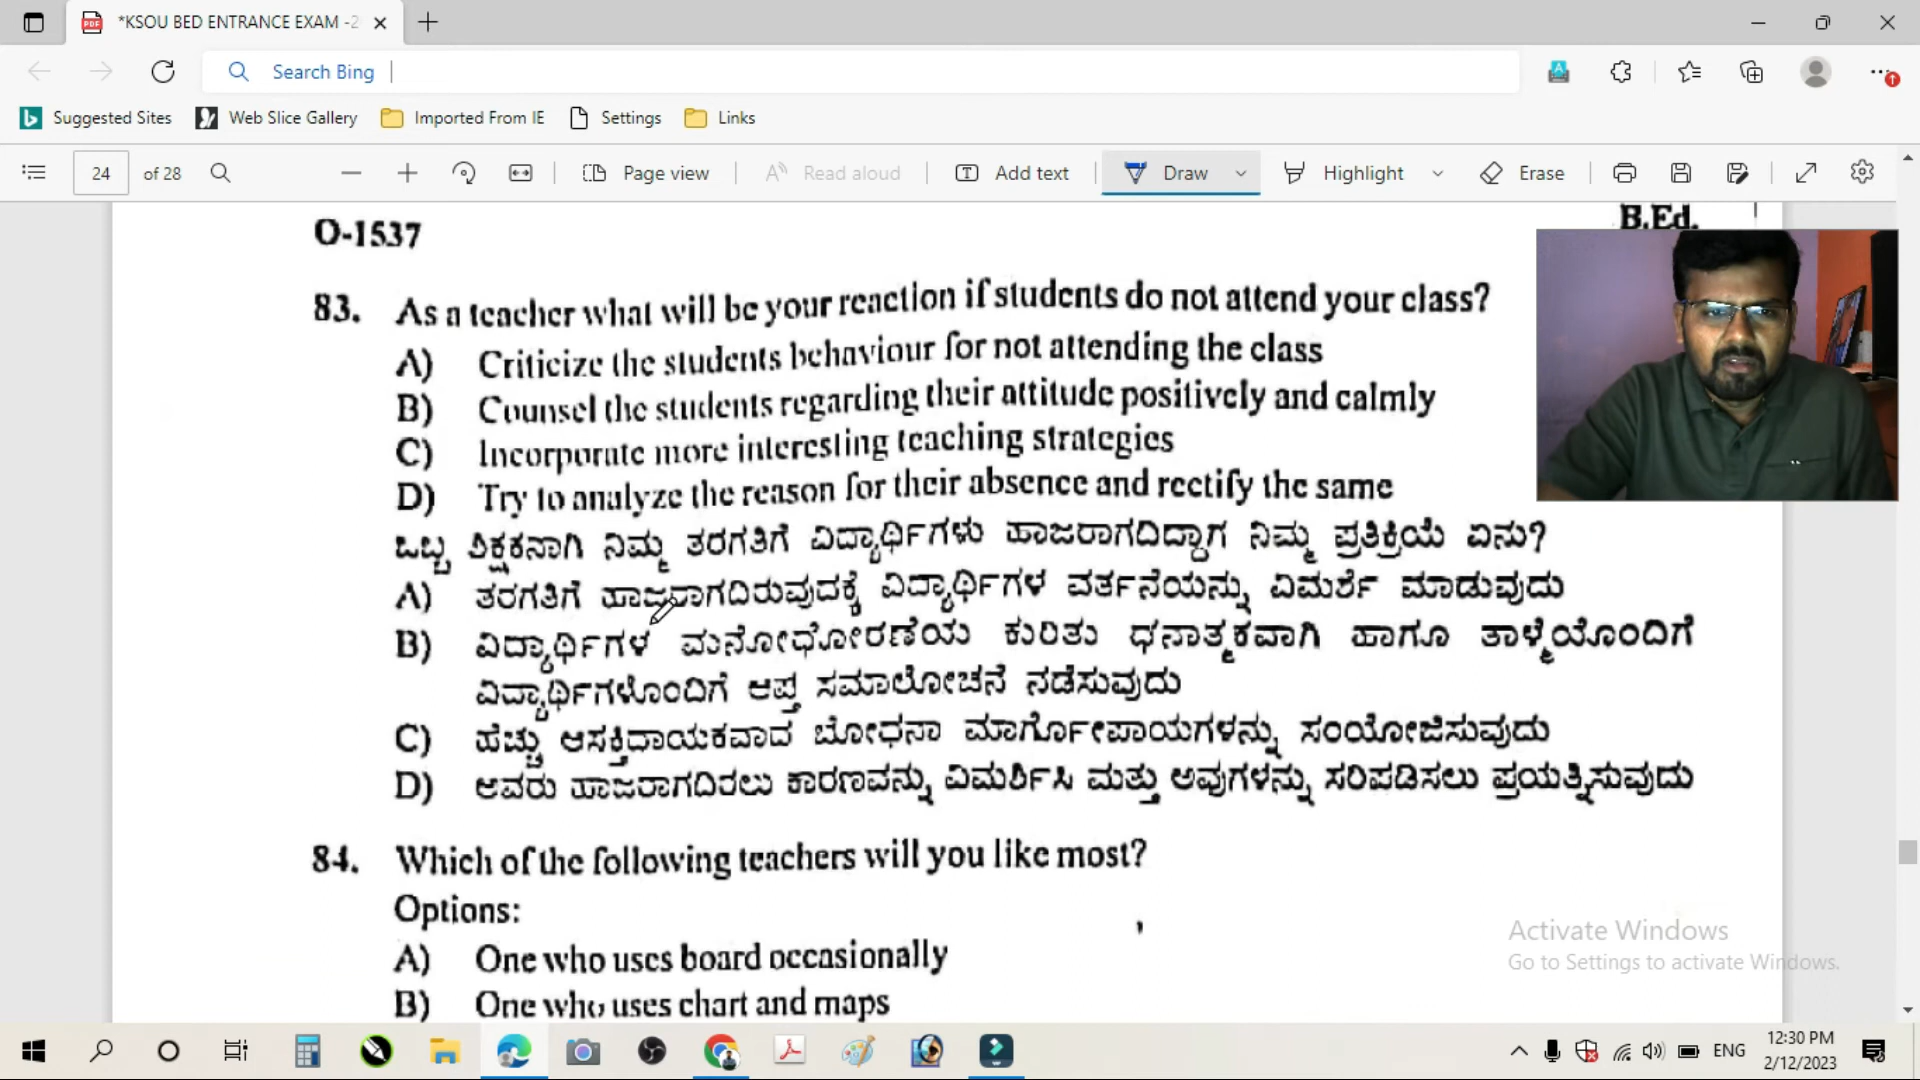 *KSOU BED ENTRANCE EXAM -2
Search Bing
Suggested Sites Web Slice Gallery Imported From IE Settings Links
24 of 28 Page view Read aloud Add text Draw Highlight Erase
O-1537 B.Ed.
83. As a teacher what will be your reaction if students do not attend your class?
A) Criticize the students behaviour for not attending the class
B) Counsel the students regarding their attitude positively and calmly
C) Incorporate more interesting teaching strategies
D) Try to analyze the reason for their absence and rectify the same
ಒಬ್ಬ ಶಿಕ್ಷಕನಾಗಿ ನಿಮ್ಮ ತರಗತಿಗೆ ವಿದ್ಯಾರ್ಥಿಗಳು ಹಾಜರಾಗದಿದ್ದಾಗ ನಿಮ್ಮ ಪ್ರತಿಕ್ರಿಯೆ ಏನು?
A) ತರಗತಿಗೆ ಹಾಜರಾಗದಿರುವುದಕ್ಕೆ ವಿದ್ಯಾರ್ಥಿಗಳ ವರ್ತನೆಯನ್ನು ವಿಮರ್ಶೆ ಮಾಡುವುದು
B) ವಿದ್ಯಾರ್ಥಿಗಳ ಮನೋಧೋರಣೆಯ ಕುರಿತು ಧನಾತ್ಮಕವಾಗಿ ಹಾಗೂ ತಾಳ್ಮೆಯೊಂದಿಗೆ
ವಿದ್ಯಾರ್ಥಿಗಳೊಂದಿಗೆ ಆಪ್ತ ಸಮಾಲೋಚನೆ ನಡೆಸುವುದು
C) ಹೆಚ್ಚು ಆಸಕ್ತಿದಾಯಕವಾದ ಬೋಧನಾ ಮಾರ್ಗೋಪಾಯಗಳನ್ನು ಸಂಯೋಜಿಸುವುದು
D) ಅವರು ಹಾಜರಾಗದಿರಲು ಕಾರಣವನ್ನು ವಿಮರ್ಶಿಸಿ ಮತ್ತು ಅವುಗಳನ್ನು ಸರಿಪಡಿಸಲು ಪ್ರಯತ್ನಿಸುವುದು
84. Which of the following teachers will you like most?
Options:
A) One who uses board occasionally
B) One who uses chart and maps
Activate Windows
Go to Settings to activate Windows.
ENG 12:30 PM
2/12/2023